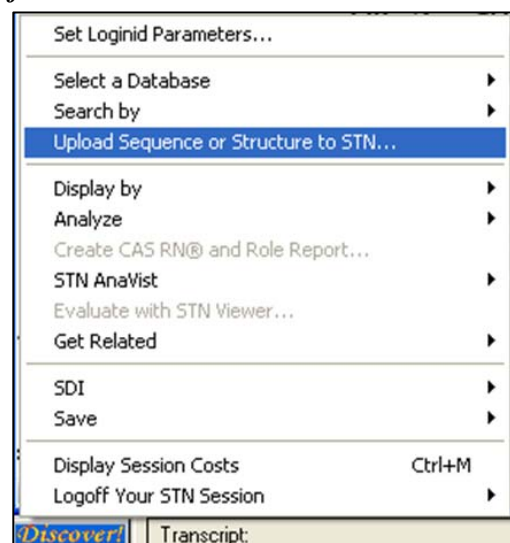 Set Loginid Parameters...
Select a Database
Search by
Upload Sequence or Structure to STN...
Display by
Analyze
Create CAS RN® and Role Report...
STN AnaVist
Evaluate with STN Viewer...
Get Related
SDI
Save
Display Session Costs Ctrl+M
Logoff Your STN Session
Discover! Transcript: